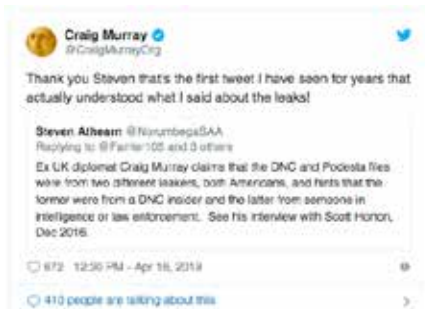 Craig Murray
@CraigMurrayOrg
Thank you Steven that's the first tweet I have seen for years that
actually understood what I said about the leaks!
Steven Athearn @NorumbegaSAA
Replying to and 3 others
Ex UK diplomat Craig Murray claims that the DNC and Podesta files
were from two different leakers, both Americans, and hints that the
former were from a DNC insider and the latter from someone in
intelligence or law enforcement. See his interview with Scott Horton,
Dec 2016.
672 12:30 PM - Apr 2019
410 people are talking about this